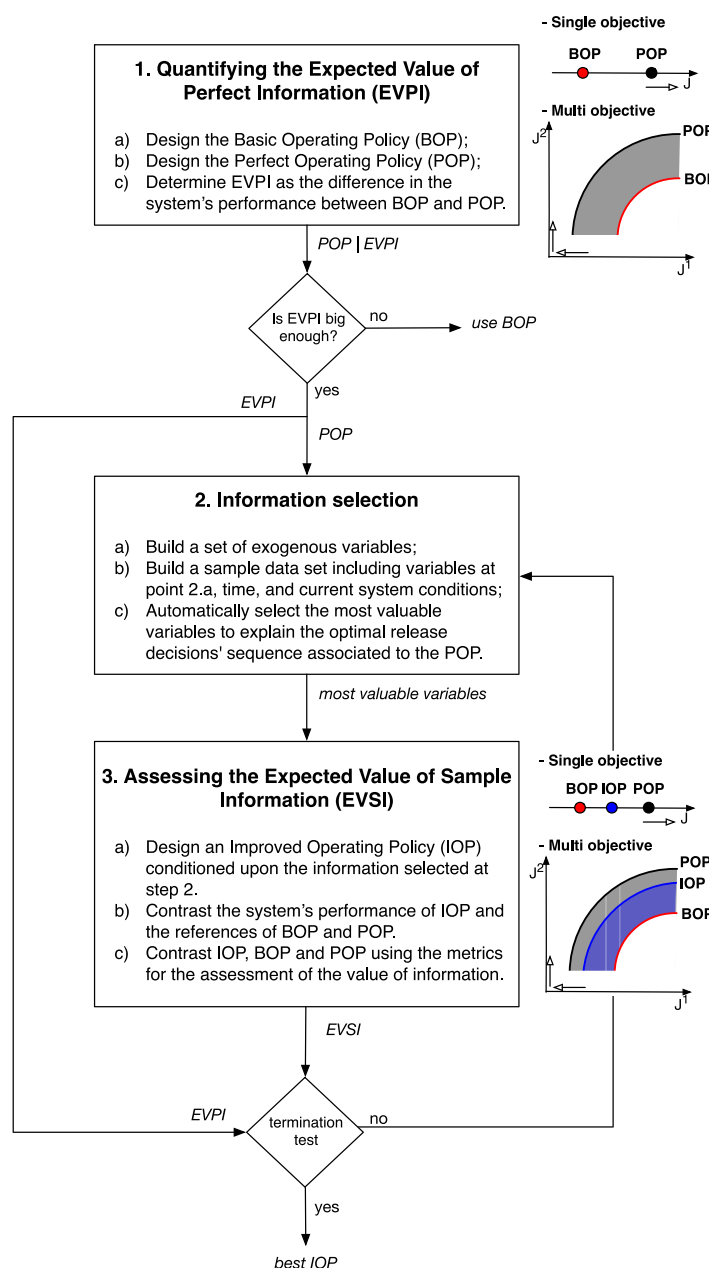 - Single objective
BOP POP
J
- Multi objective
J2
POP
BOP
J1
1. Quantifying the Expected Value of
Perfect Information (EVPI)
a) Design the Basic Operating Policy (BOP);
b) Design the Perfect Operating Policy (POP);
c) Determine EVPI as the difference in the
system's performance between BOP and POP.
POP | EVPI
Is EVPI big
enough?
no
use BOP
yes
EVPI
POP
2. Information selection
a) Build a set of exogenous variables;
b) Build a sample data set including variables at
point 2.a, time, and current system conditions;
c) Automatically select the most valuable
variables to explain the optimal release
decisions' sequence associated to the POP.
most valuable variables
3. Assessing the Expected Value of Sample
Information (EVSI)
a) Design an Improved Operating Policy (IOP)
conditioned upon the information selected at
step 2.
b) Contrast the system's performance of IOP and
the references of BOP and POP.
c) Contrast IOP, BOP and POP using the metrics
for the assessment of the value of information.
- Single objective
BOP IOP POP
J
- Multi objective
J2
POP
IOP
BOP
J1
EVSI
EVPI
termination
test
no
yes
best IOP